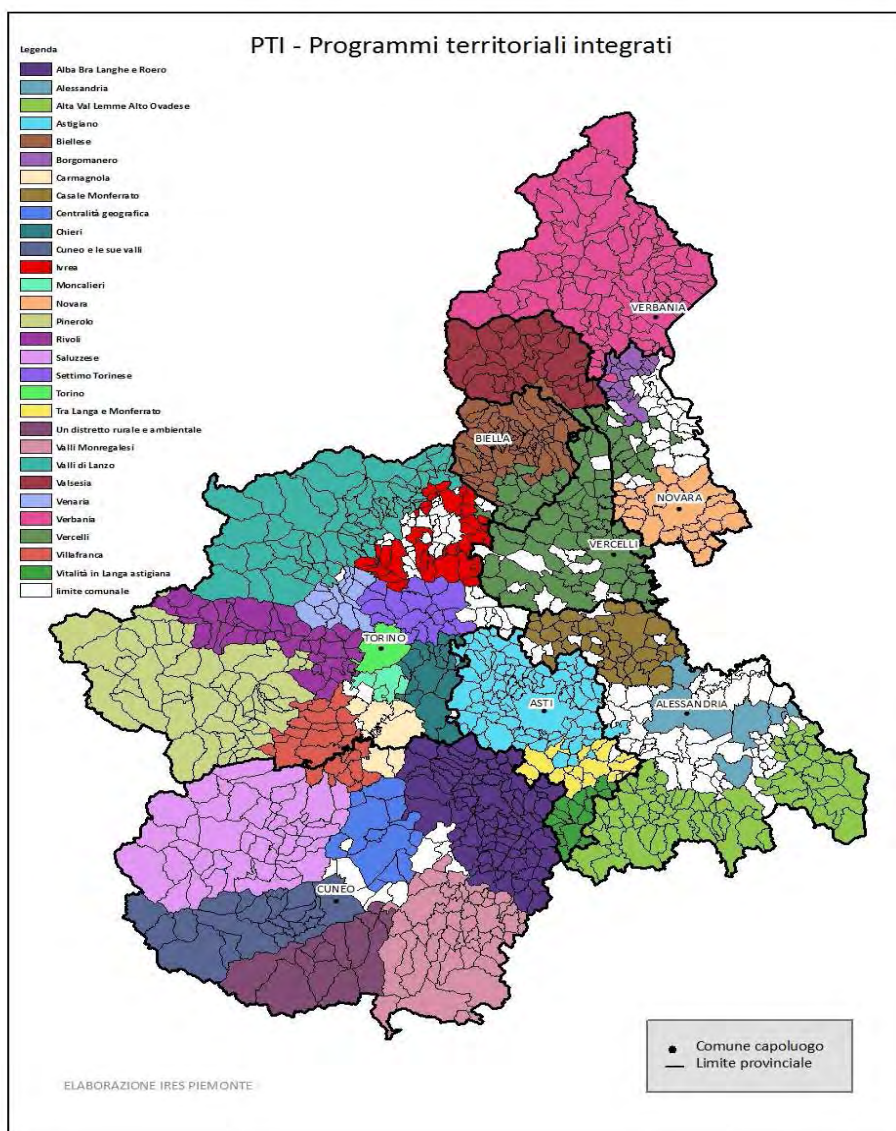 PTI - Programmi territoriali integrati
Legenda
Alba Bra Langhe e Roero
Alessandria
Alta Val Lemme Alto Ovadese
Astigiano
Biellese
Borgomanero
Carmagnola
Casale Monferrato
Centralità geografica
Chieri
Cuneo e le sue valli
Ivrea
Moncalieri
Novara
Pinerolo
Rivoli
Saluzzese
Settimo Torinese
Torino
Tra Langa e Monferrato
Un distretto rurale e ambientale
Valli Monregalesi
Valli di Lanzo
Valsesia
Venaria
Verbania
Vercelli
Villafranca
Vitalità in Langa astigiana
limite comunale
VERBANIA
BIELLA
NOVARA
VERCELLI
TORINO
ASTI
ALESSANDRIA
CUNEO
Comune capoluogo
Limite provinciale
ELABORAZIONE IRES PIEMONTE